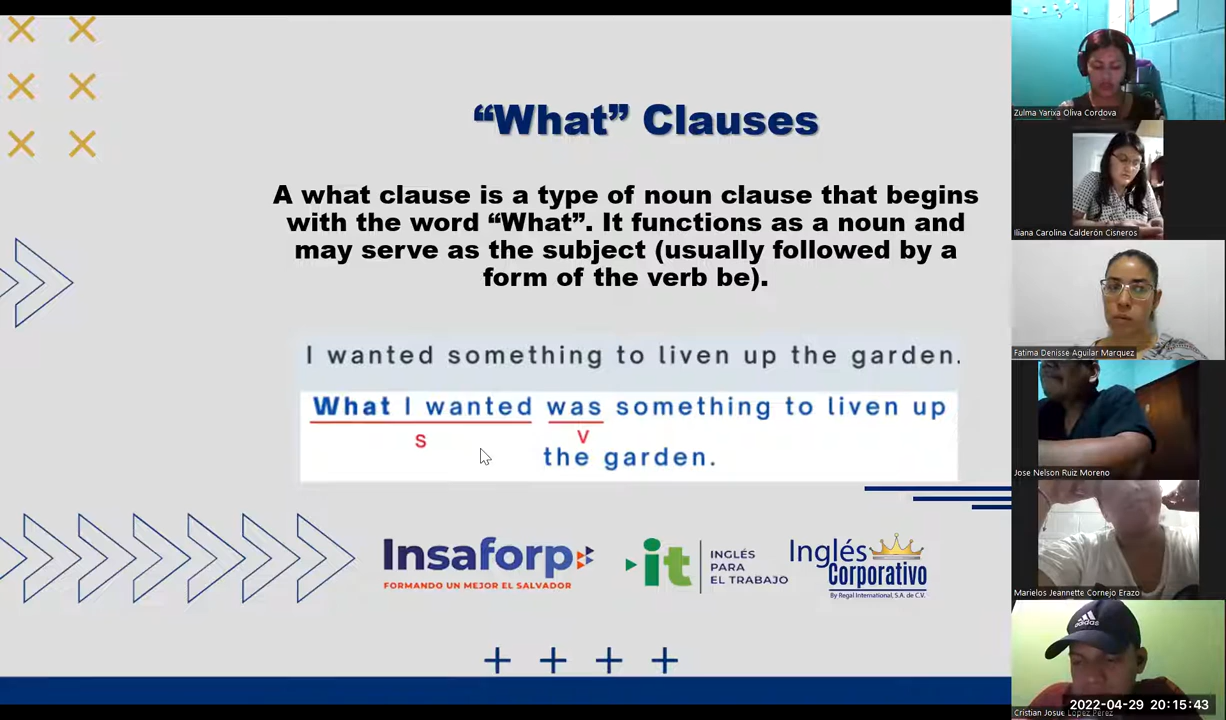 “What” Clauses
A what clause is a type of noun clause that begins
with the word “What”. It functions as a noun and
may serve as the subject (usually followed by a
form of the verb be).
I wanted something to liven up the garden.
What I wanted was something to liven up
S V
the garden.
Insaforp
FORMANDO UN MEJOR EL SALVADOR
it
INGLÉS
PARA
EL TRABAJO
Inglés
Corporativo
By Regal International, S.A. de C.V.
Zulma Yarixa Oliva Cordova
Iliana Carolina Calderón Cisneros
Fatima Denisse Aguilar Marquez
Jose Nelson Ruiz Moreno
Marielos Jeannette Cornejo Erazo
adidas
2022-04-29 20:15:43
Cristian Josue Lopez Perez